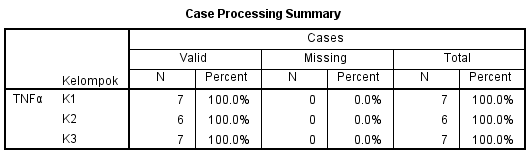 Case Processing Summary
Cases
Valid Missing Total
Kelompok N Percent N Percent N Percent
TNFα K1 7 100.0% 0 0.0% 7 100.0%
K2 6 100.0% 0 0.0% 6 100.0%
K3 7 100.0% 0 0.0% 7 100.0%